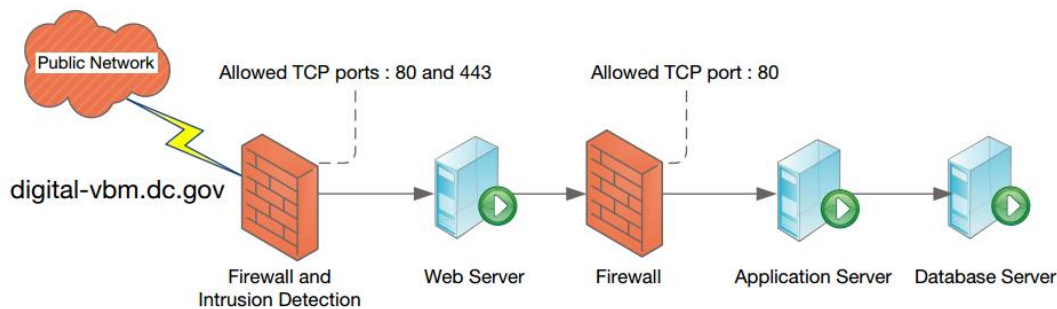 Public Network
Allowed TCP ports : 80 and 443
Allowed TCP port : 80
digital-vbm.dc.gov
Firewall and
Intrusion Detection
Web Server
Firewall
Application Server
Database Server